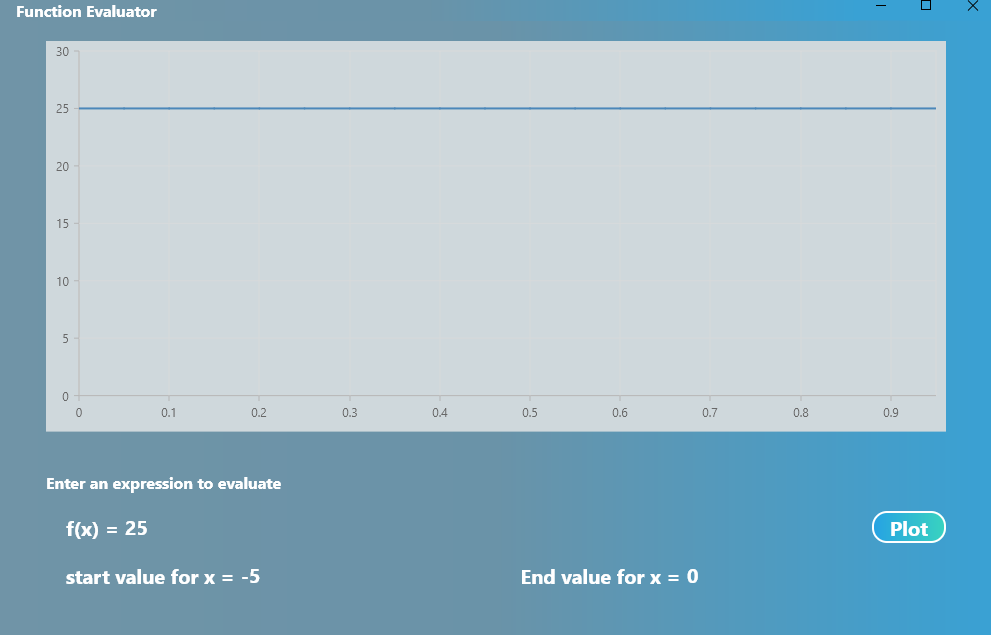 Function Evaluator
30
25
20
15
10
5
0
0 0.1 0.2 0.3 0.4 0.5 0.6 0.7 0.8 0.9
Enter an expression to evaluate
f(x) = 25
Plot
start value for x = -5
End value for x = 0